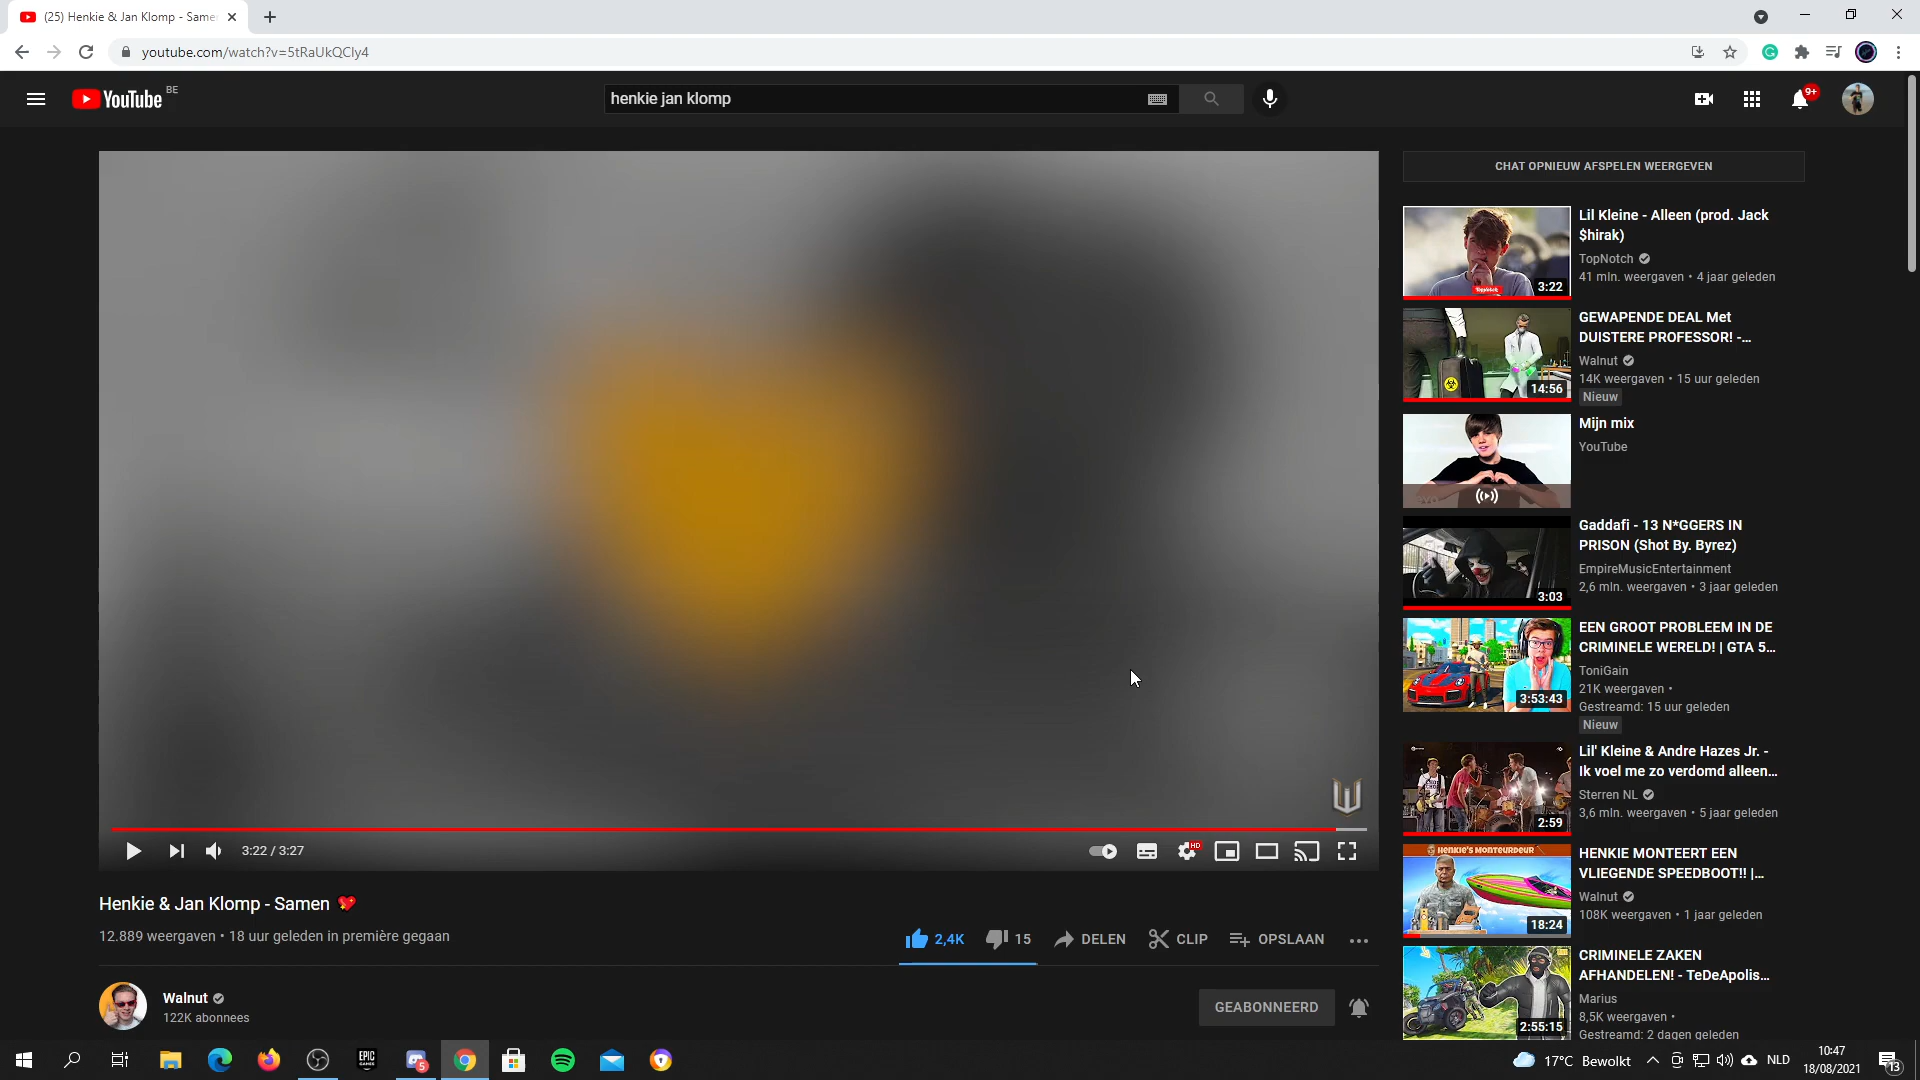 (25) Henkie & Jan Klomp - Same
youtube.com/watch?v=5tRaUkQCly4
YouTube BE
henkie jan klomp
9+
CHAT OPNIEUW AFSPELEN WEERGEVEN
Lil Kleine - Alleen (prod. Jack
$hirak)
TopNotch
41 mln. weergaven • 4 jaar geleden
3:22
GEWAPENDE DEAL Met
DUISTERE PROFESSOR! -...
Walnut
14K weergaven • 15 uur geleden
Nieuw
14:56
Mijn mix
YouTube
Gaddafi - 13 N*GGERS IN
PRISON (Shot By. Byrez)
EmpireMusicEntertainment
2,6 mln. weergaven • 3 jaar geleden
3:03
EEN GROOT PROBLEEM IN DE
CRIMINELE WERELD! | GTA 5...
ToniGain
21K weergaven •
Gestreamd: 15 uur geleden
Nieuw
3:53:43
Lil' Kleine & Andre Hazes Jr. -
Ik voel me zo verdomd alleen...
Sterren NL
3,6 mln. weergaven • 5 jaar geleden
2:59
HENKIE'S MONTEURDEUR
HENKIE MONTEERT EEN
VLIEGENDE SPEEDBOOT!! |...
Walnut
108K weergaven • 1 jaar geleden
18:24
CRIMINELE ZAKEN
AFHANDELEN! - TeDeApolis...
Marius
8,5K weergaven •
Gestreamd: 2 dagen geleden
2:55:15
3:22 / 3:27
HD
Henkie & Jan Klomp - Samen 💖
12.889 weergaven • 18 uur geleden in première gegaan
2,4K 15 DELEN CLIP OPSLAAN
Walnut
122K abonnees
GEABONNEERD
EPIC
GAMES
5
17°C Bewolkt
NLD
10:47
18/08/2021
13